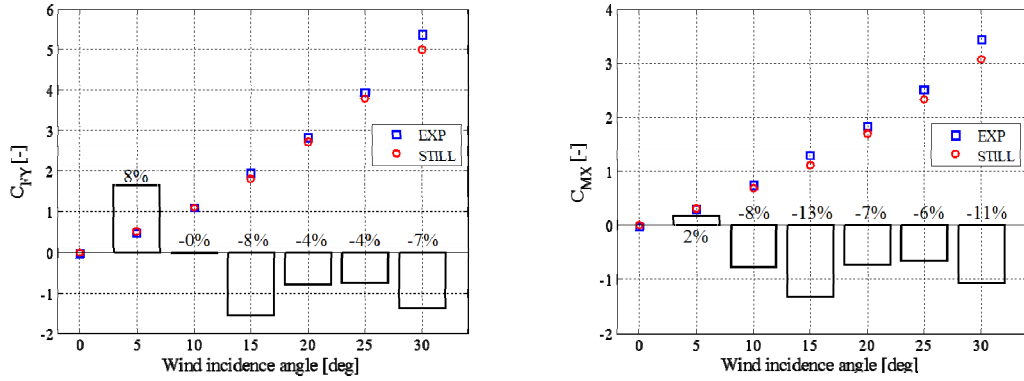 6
5
4
3
2
1
0
-1
-2
C_FY [-]
8%
-0%
-8%
-4%
-4%
-7%
EXP
STILL
0 5 10 15 20 25 30
Wind incidence angle [deg]
4
3
2
1
0
-1
-2
C_MX [-]
2%
-8%
-13%
-7%
-6%
-11%
EXP
STILL
0 5 10 15 20 25 30
Wind incidence angle [deg]